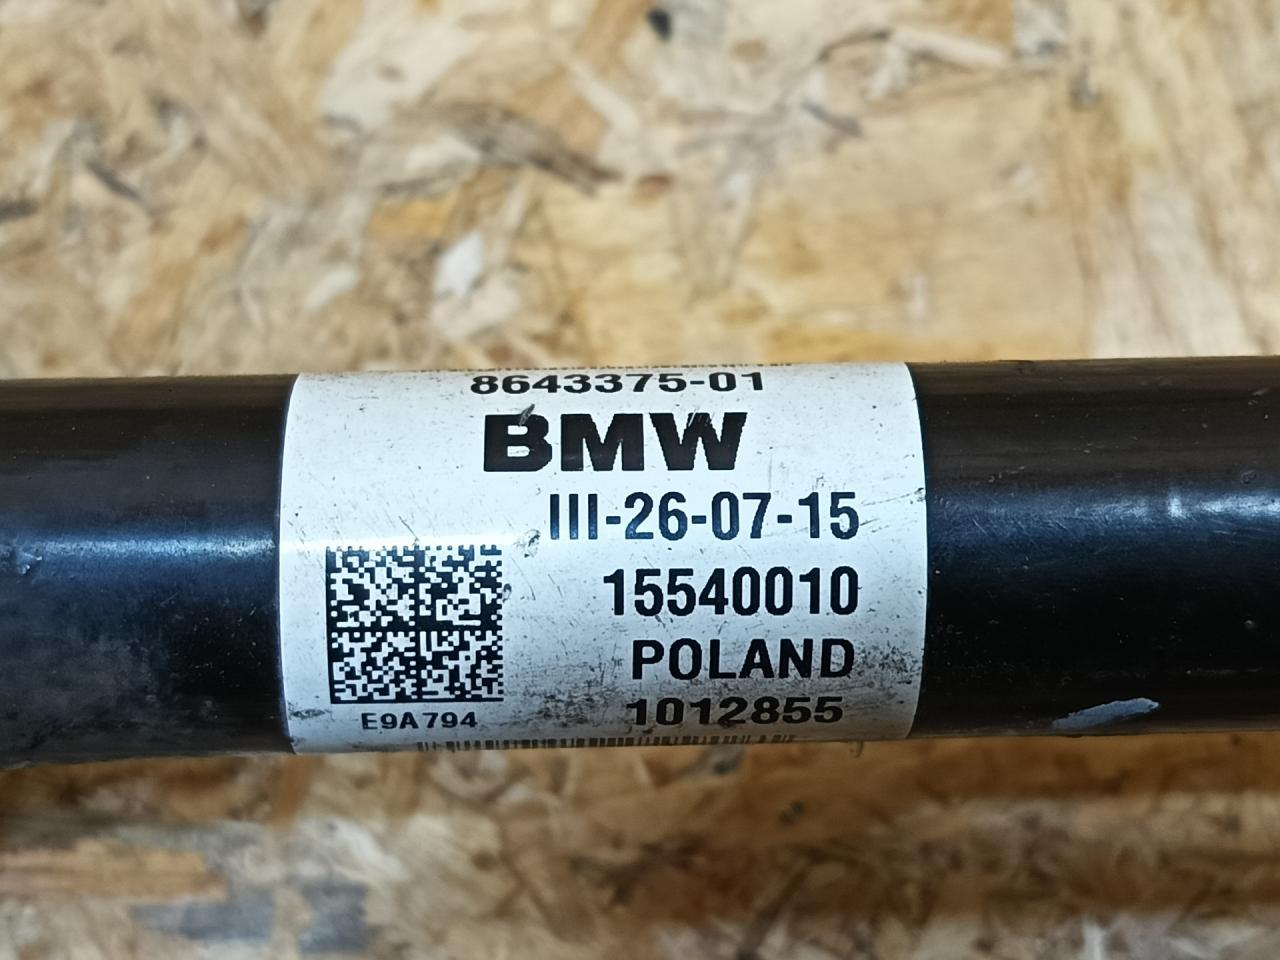 8643375-01
BMW
III-26-07-15
15540010
POLAND
E9A794
1012855